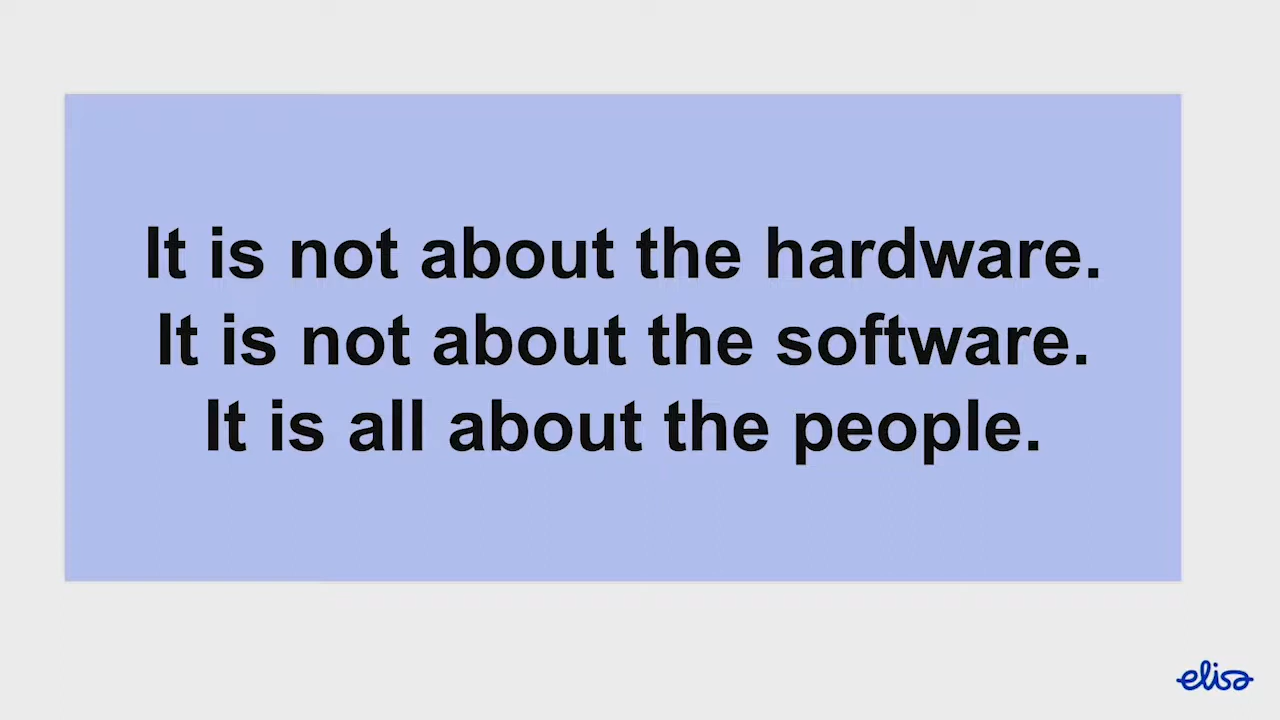 It is not about the hardware.
It is not about the software.
It is all about the people.
elisa